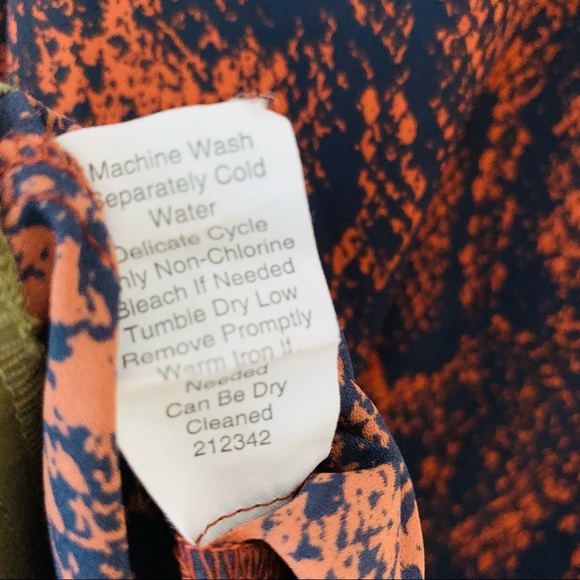 Machine Wash
Separately Cold
Water
Delicate Cycle
Only Non-Chlorine
Bleach If Needed
Tumble Dry Low
Remove Promptly
Warm Iron If
Needed
Can Be Dry
Cleaned
212342